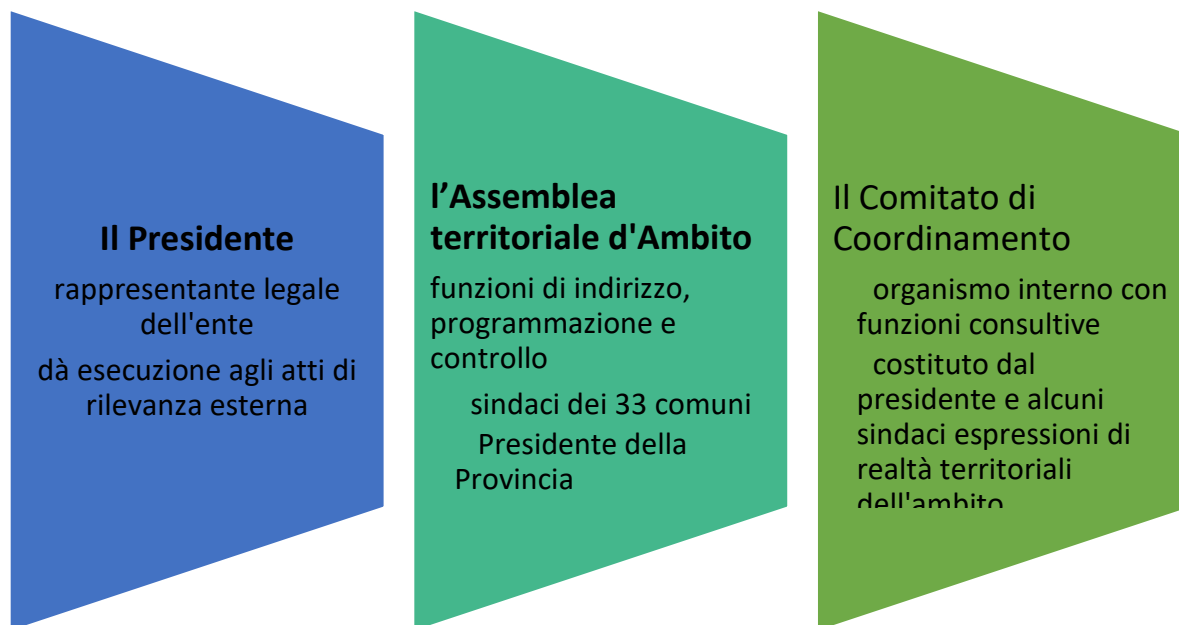 Il Presidente
rappresentante legale
dell'ente
dà esecuzione agli atti di
rilevanza esterna
l’Assemblea
territoriale d'Ambito
funzioni di indirizzo,
programmazione e
controllo
sindaci dei 33 comuni
Presidente della
Provincia
Il Comitato di
Coordinamento
organismo interno con
funzioni consultive
costituto dal
presidente e alcuni
sindaci espressioni di
realtà territoriali
dell'ambito